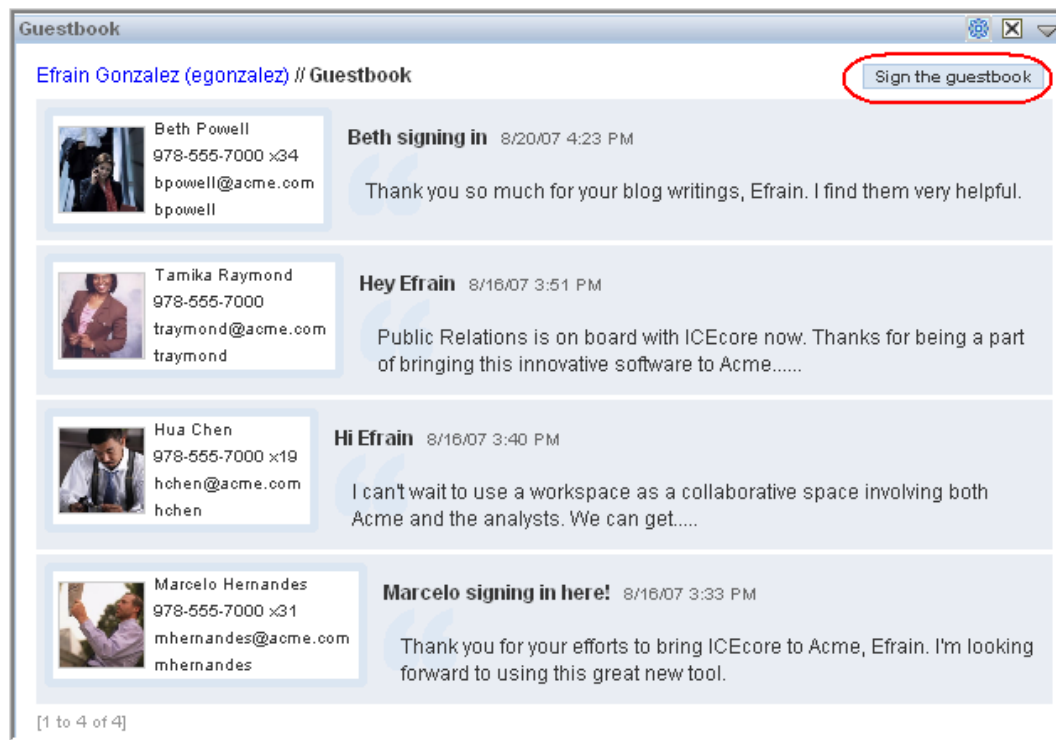 Guestbook
Efrain Gonzalez (egonzalez) // Guestbook
Sign the guestbook
Beth Powell
978-555-7000 x34
bpowell@acme.com
bpowell
Beth signing in 8/20/07 4:23 PM
Thank you so much for your blog writings, Efrain. I find them very helpful.
Tamika Raymond
978-555-7000
traymond@acme.com
traymond
Hey Efrain 8/16/07 3:51 PM
Public Relations is on board with ICEcore now. Thanks for being a part
of bringing this innovative software to Acme......
Hua Chen
978-555-7000 x19
hchen@acme.com
hchen
Hi Efrain 8/16/07 3:40 PM
I can't wait to use a workspace as a collaborative space involving both
Acme and the analysts. We can get.....
Marcelo Hernandes
978-555-7000 x31
mhernandes@acme.com
mhernandes
Marcelo signing in here! 8/16/07 3:33 PM
Thank you for your efforts to bring ICEcore to Acme, Efrain. I'm looking
forward to using this great new tool.
[1 to 4 of 4]